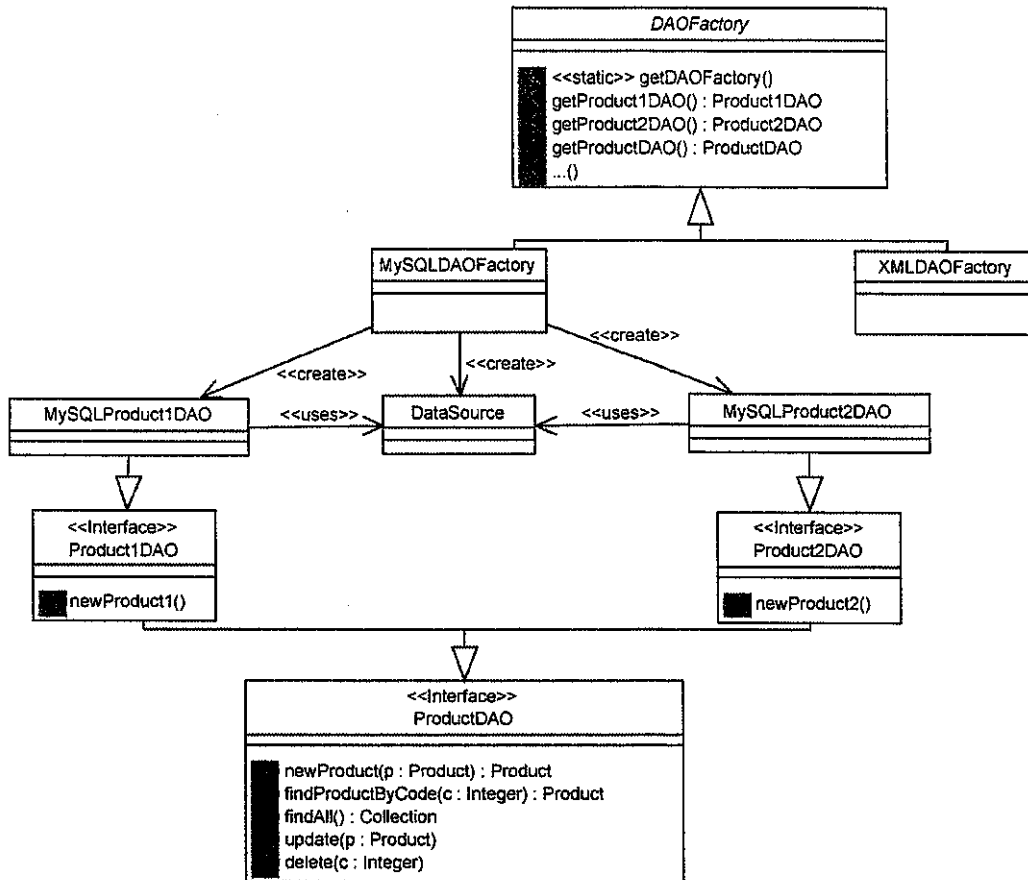 DAOFactory
<<static>> getDAOFactory()
getProduct1DAO() : Product1DAO
getProduct2DAO() : Product2DAO
getProductDAO() : ProductDAO
...()
MySQLDAOFactory
XMLDAOFactory
<<create>>
<<create>>
<<create>>
MySQLProduct1DAO
<<uses>>
DataSource
<<uses>>
MySQLProduct2DAO
<<Interface>>
Product1DAO
newProduct1()
<<Interface>>
Product2DAO
newProduct2()
<<Interface>>
ProductDAO
newProduct(p : Product) : Product
findProductByCode(c : Integer) : Product
findAll() : Collection
update(p : Product)
delete(c : Integer)